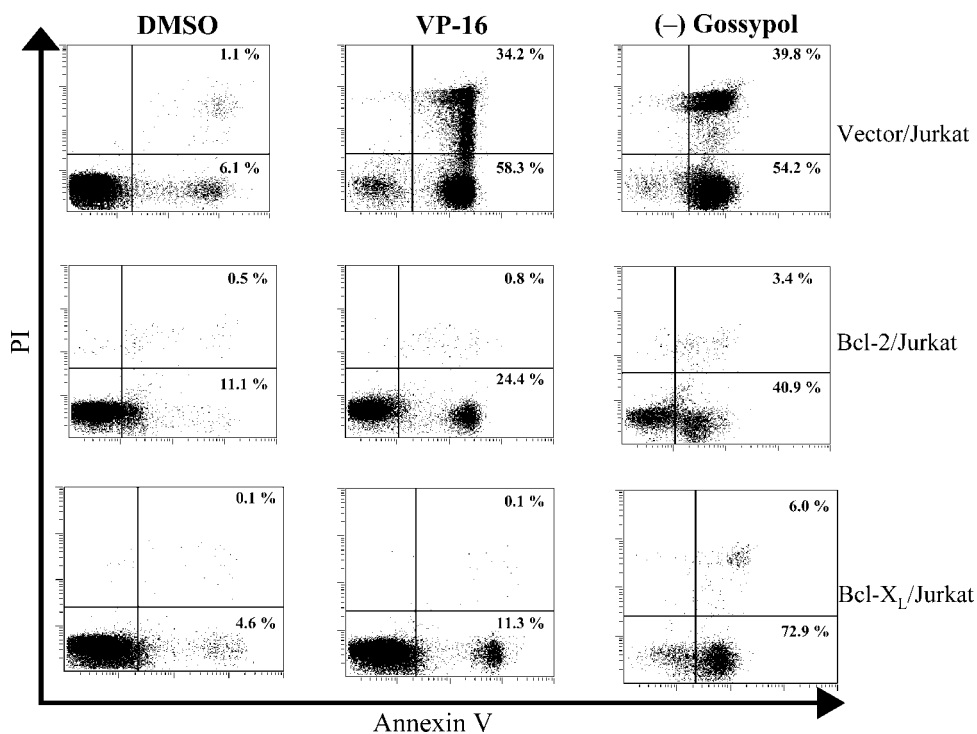 DMSO VP-16 (–) Gossypol
1.1 % 34.2 % 39.8 %
Vector/Jurkat
6.1 % 58.3 % 54.2 %
0.5 % 0.8 % 3.4 %
PI Bcl-2/Jurkat
11.1 % 24.4 % 40.9 %
0.1 % 0.1 % 6.0 %
Bcl-XL/Jurkat
4.6 % 11.3 % 72.9 %
Annexin V